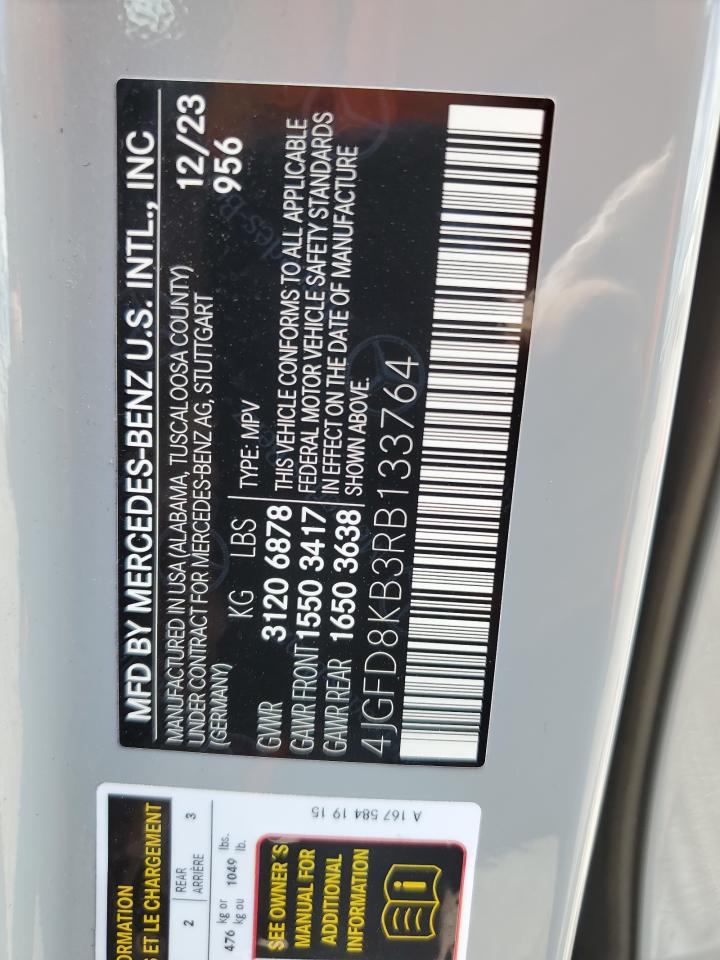 MFD BY MERCEDES-BENZ U.S. INTL., INC
MANUFACTURED IN USA (ALABAMA, TUSCALOOSA COUNTY)
UNDER CONTRACT FOR MERCEDES-BENZ AG, STUTTGART
(GERMANY)
12/23
956
KG LBS TYPE: MPV
GVWR 3120 6878
GAWR FRONT 1550 3417
GAWR REAR 1650 3638
THIS VEHICLE CONFORMS TO ALL APPLICABLE
FEDERAL MOTOR VEHICLE SAFETY STANDARDS
IN EFFECT ON THE DATE OF MANUFACTURE
SHOWN ABOVE.
4JGFD8KB3RB133764
ORMATION
S ET LE CHARGEMENT
2 REAR
ARRIÈRE 3
476 kg or
kg ou 1049 lbs.
lb.
SEE OWNER'S
MANUAL FOR
ADDITIONAL
INFORMATION
A 167 584 19 15